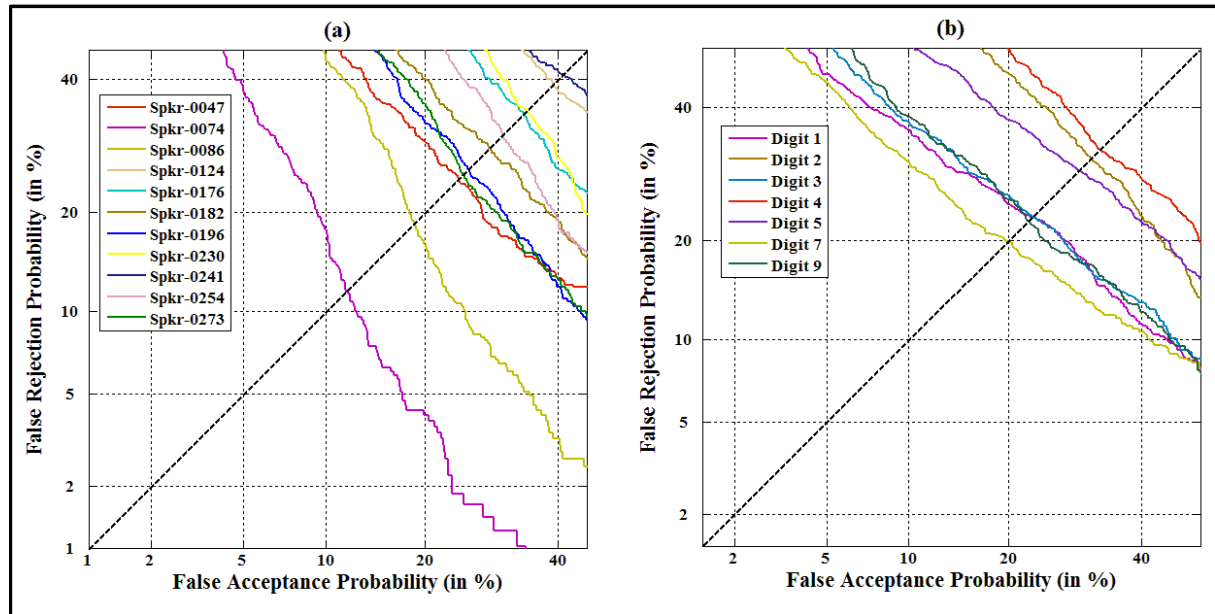 (a)
False Rejection Probability (in %)
40
20
10
5
2
1
Spkr-0047
Spkr-0074
Spkr-0086
Spkr-0124
Spkr-0176
Spkr-0182
Spkr-0196
Spkr-0230
Spkr-0241
Spkr-0254
Spkr-0273
1 2 5 10 20 40
False Acceptance Probability (in %)
(b)
False Rejection Probability (in %)
40
20
10
5
2
Digit 1
Digit 2
Digit 3
Digit 4
Digit 5
Digit 7
Digit 9
2 5 10 20 40
False Acceptance Probability (in %)